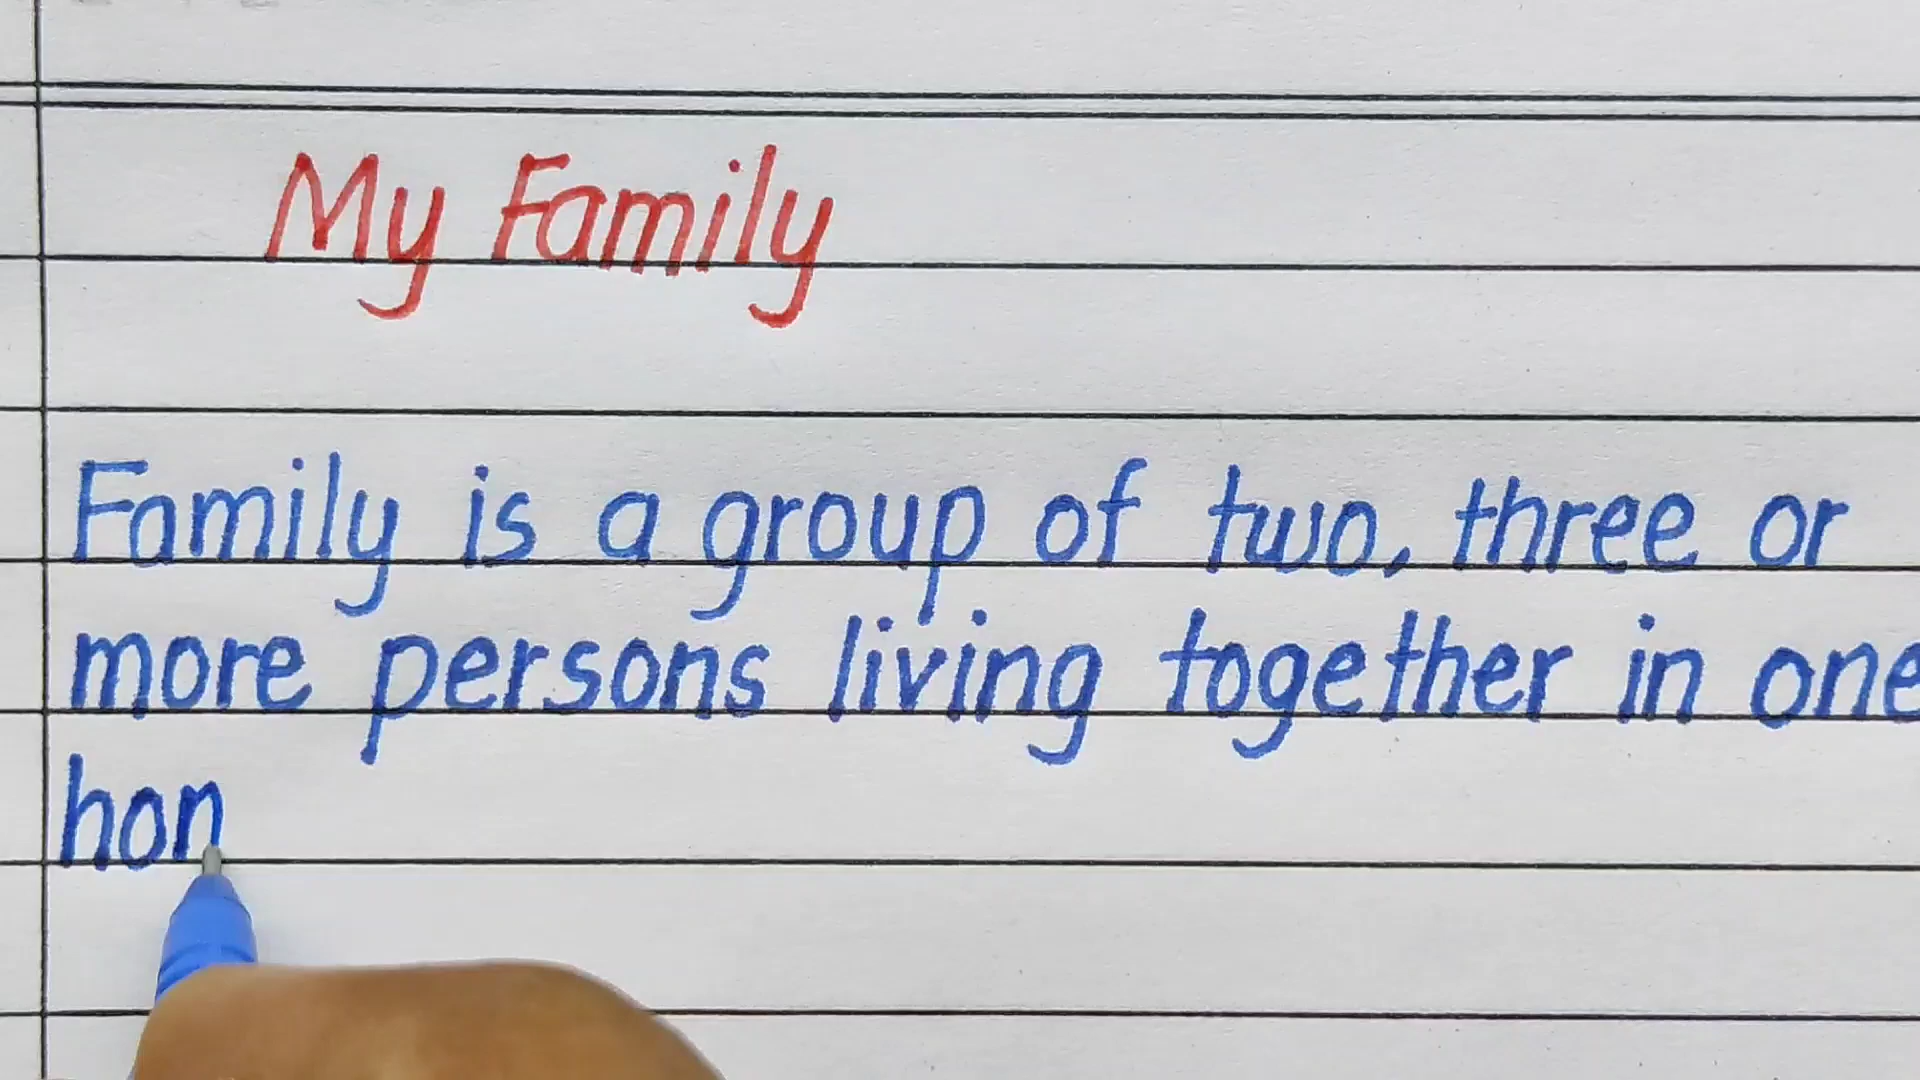 My Family
Family is a group of two, three or
more persons living together in one
hon